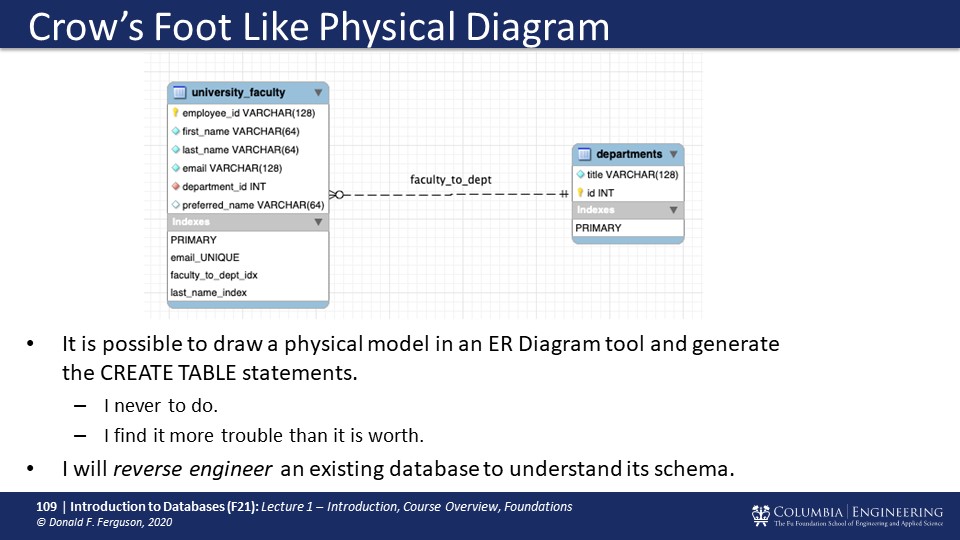 Crow’s Foot Like Physical Diagram
university_faculty
employee_id VARCHAR(128)
first_name VARCHAR(64)
last_name VARCHAR(64)
email VARCHAR(128)
department_id INT
preferred_name VARCHAR(64)
Indexes
PRIMARY
email_UNIQUE
faculty_to_dept_idx
last_name_index
faculty_to_dept
departments
title VARCHAR(128)
id INT
Indexes
PRIMARY
• It is possible to draw a physical model in an ER Diagram tool and generate
the CREATE TABLE statements.
– I never to do.
– I find it more trouble than it is worth.
• I will reverse engineer an existing database to understand its schema.
109 | Introduction to Databases (F21): Lecture 1 – Introduction, Course Overview, Foundations
© Donald F. Ferguson, 2020
COLUMBIA | ENGINEERING
The Fu Foundation School of Engineering and Applied Science